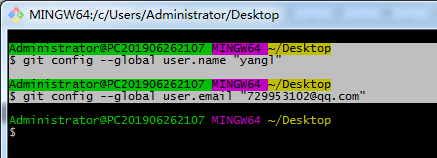 MINGW64:/c/Users/Administrator/Desktop
Administrator@PC201906262107 MINGW64 ~/Desktop
$ git config --global user.name "yangl"
Administrator@PC201906262107 MINGW64 ~/Desktop
$ git config --global user.email "729953102@qq.com"
Administrator@PC201906262107 MINGW64 ~/Desktop
$